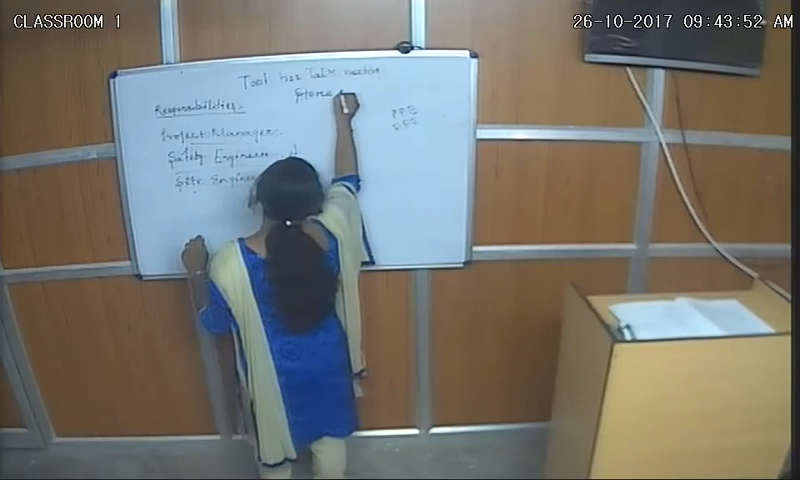 CLASSROOM 1
26-10-2017 09:43:52 AM
Tool box Talk meeting
Responsibilities:-
Project Manager:-
Safety Engineer
Site Engineer